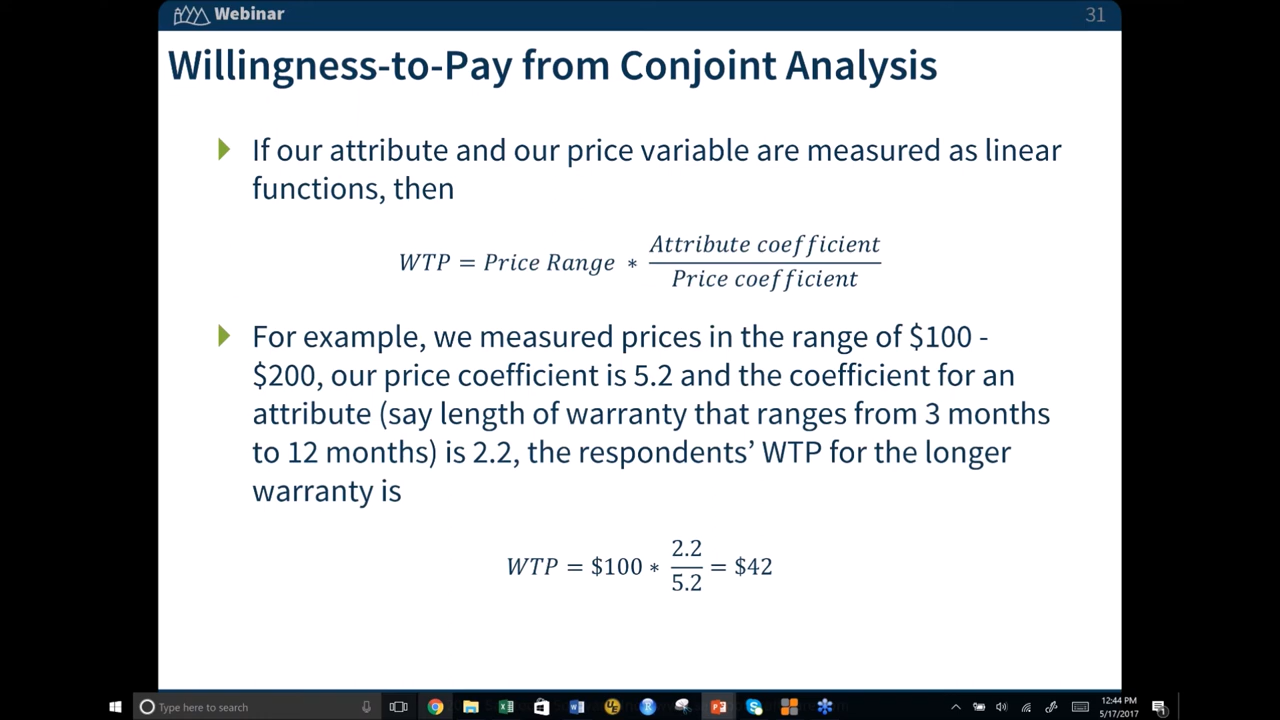 Webinar
31
Willingness-to-Pay from Conjoint Analysis
If our attribute and our price variable are measured as linear
functions, then
WTP = Price Range * Attribute coefficient / Price coefficient
For example, we measured prices in the range of $100 -
$200, our price coefficient is 5.2 and the coefficient for an
attribute (say length of warranty that ranges from 3 months
to 12 months) is 2.2, the respondents’ WTP for the longer
warranty is
WTP = $100 * 2.2 / 5.2 = $42
Type here to search
12:44 PM
5/17/2017